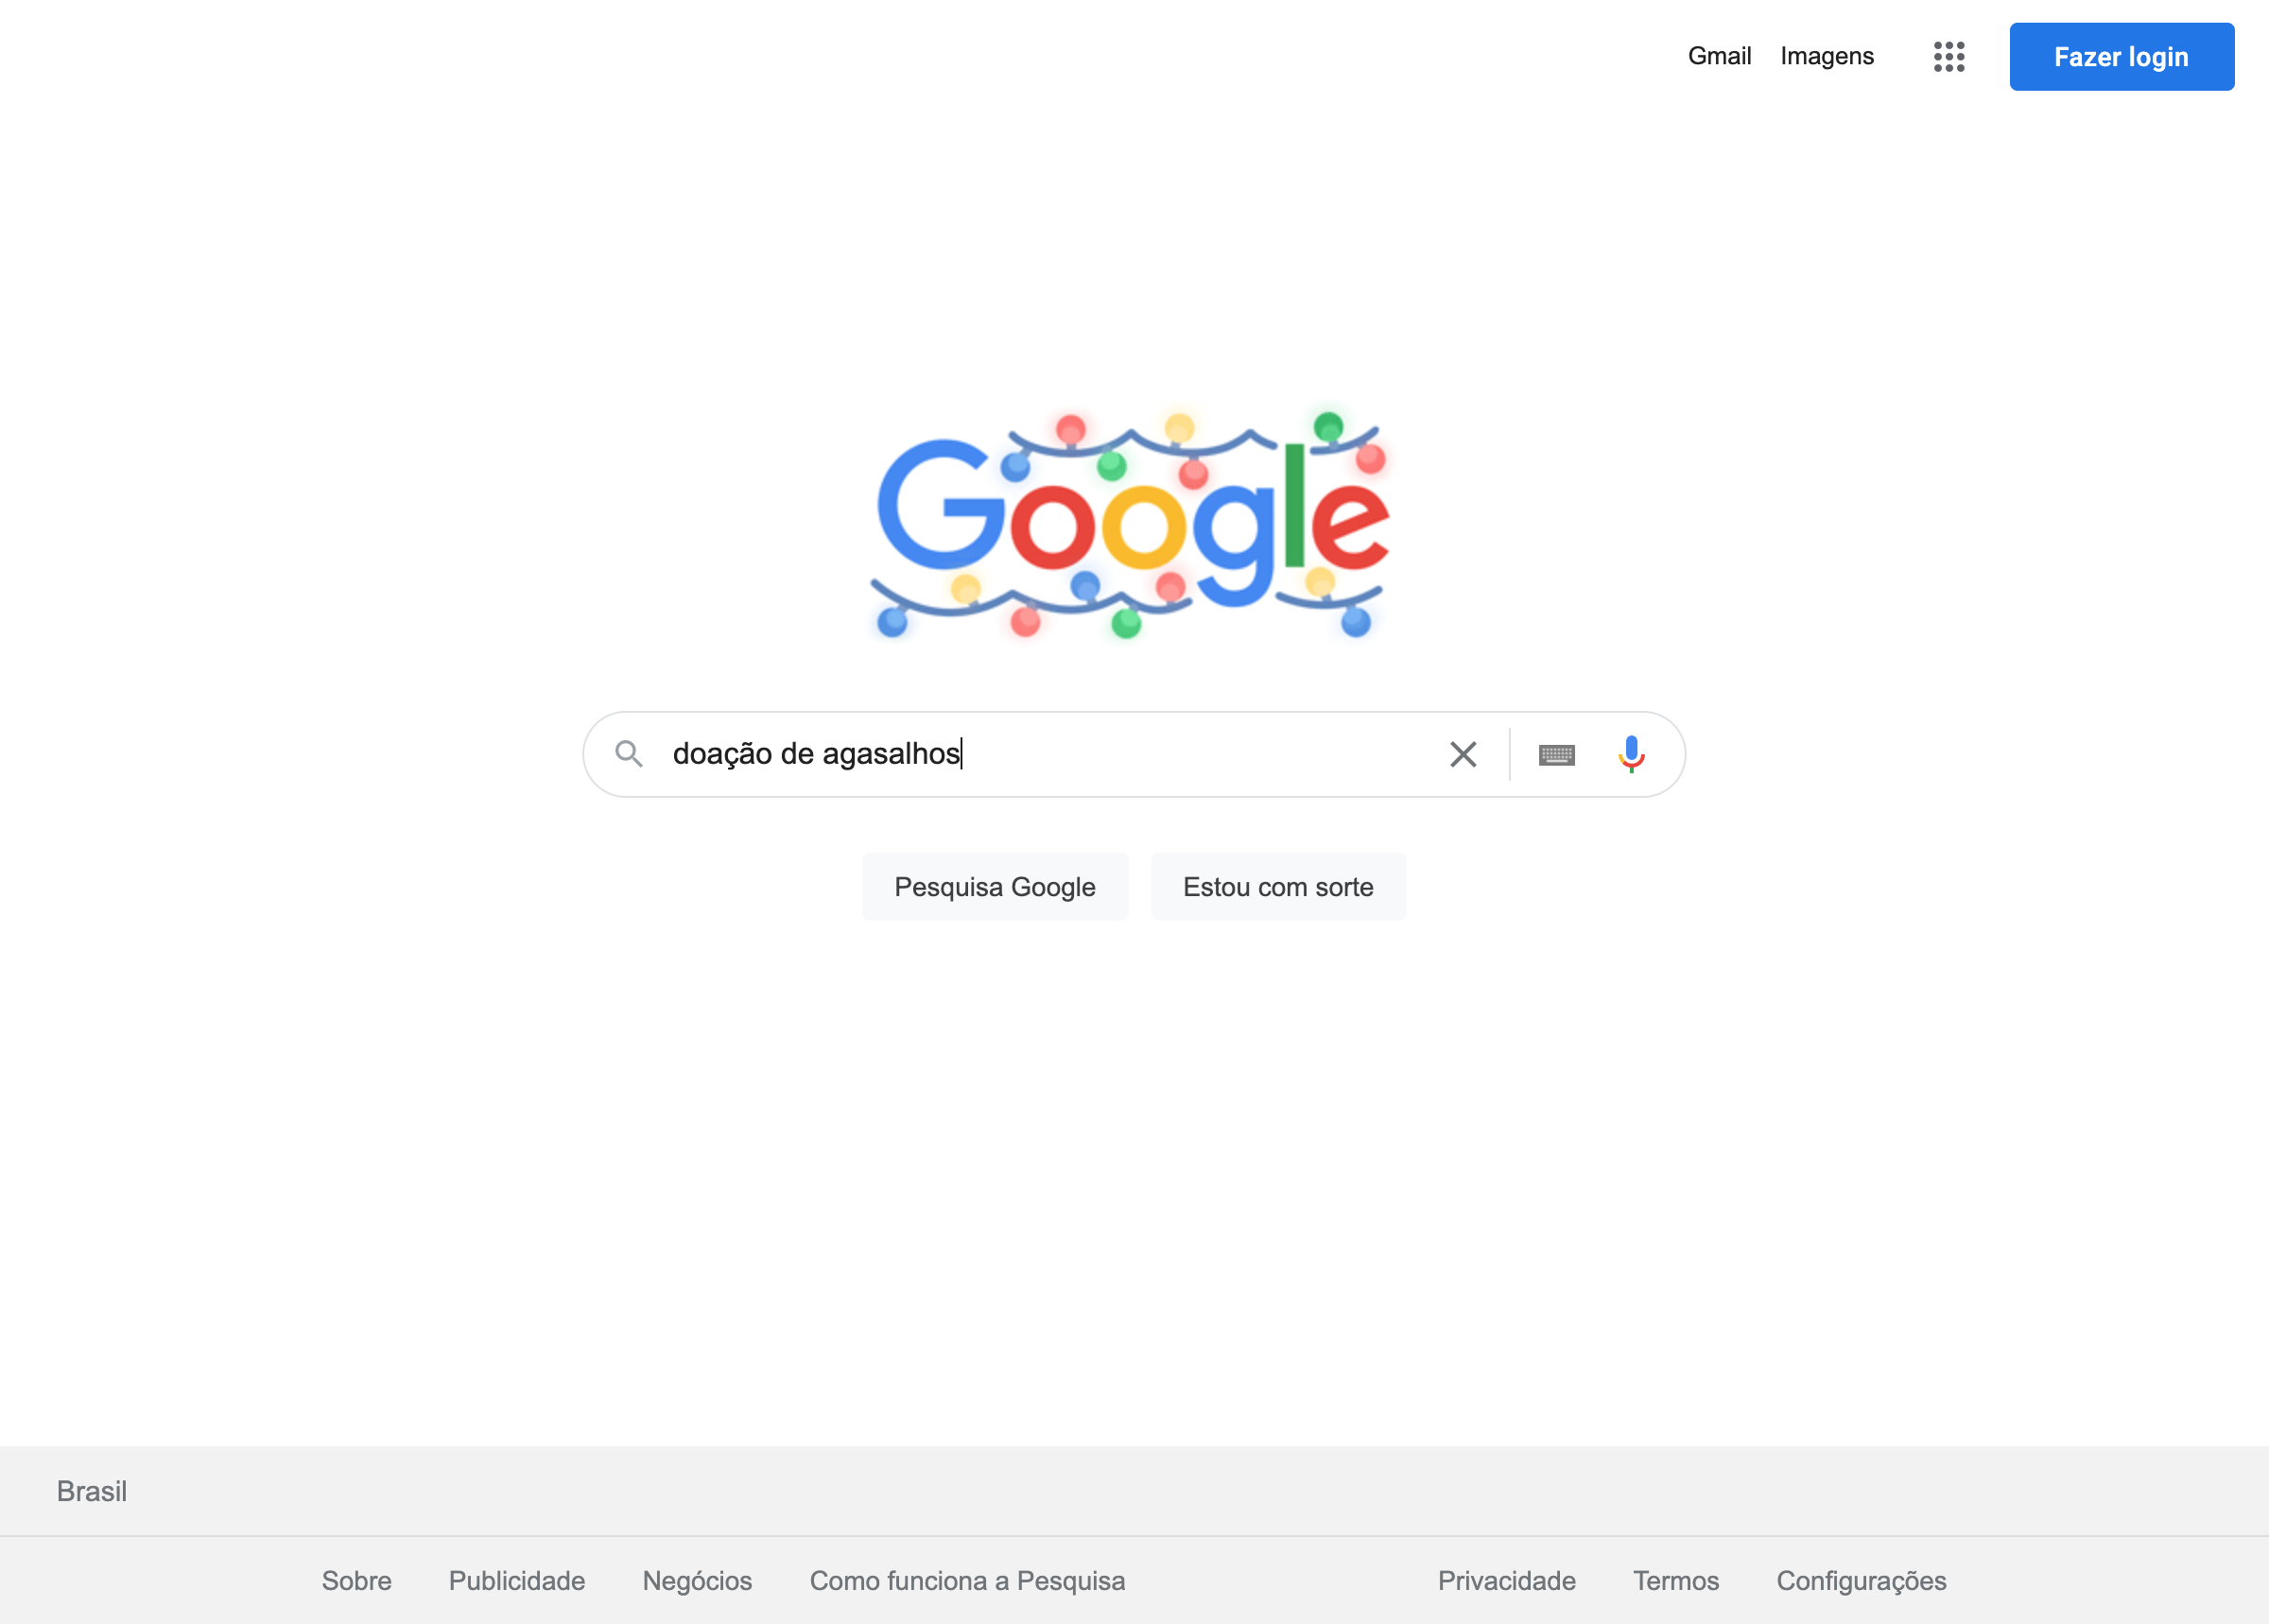 Gmail Imagens Fazer login
Google
doação de agasalhos
Pesquisa Google Estou com sorte
Brasil
Sobre Publicidade Negócios Como funciona a Pesquisa Privacidade Termos Configurações